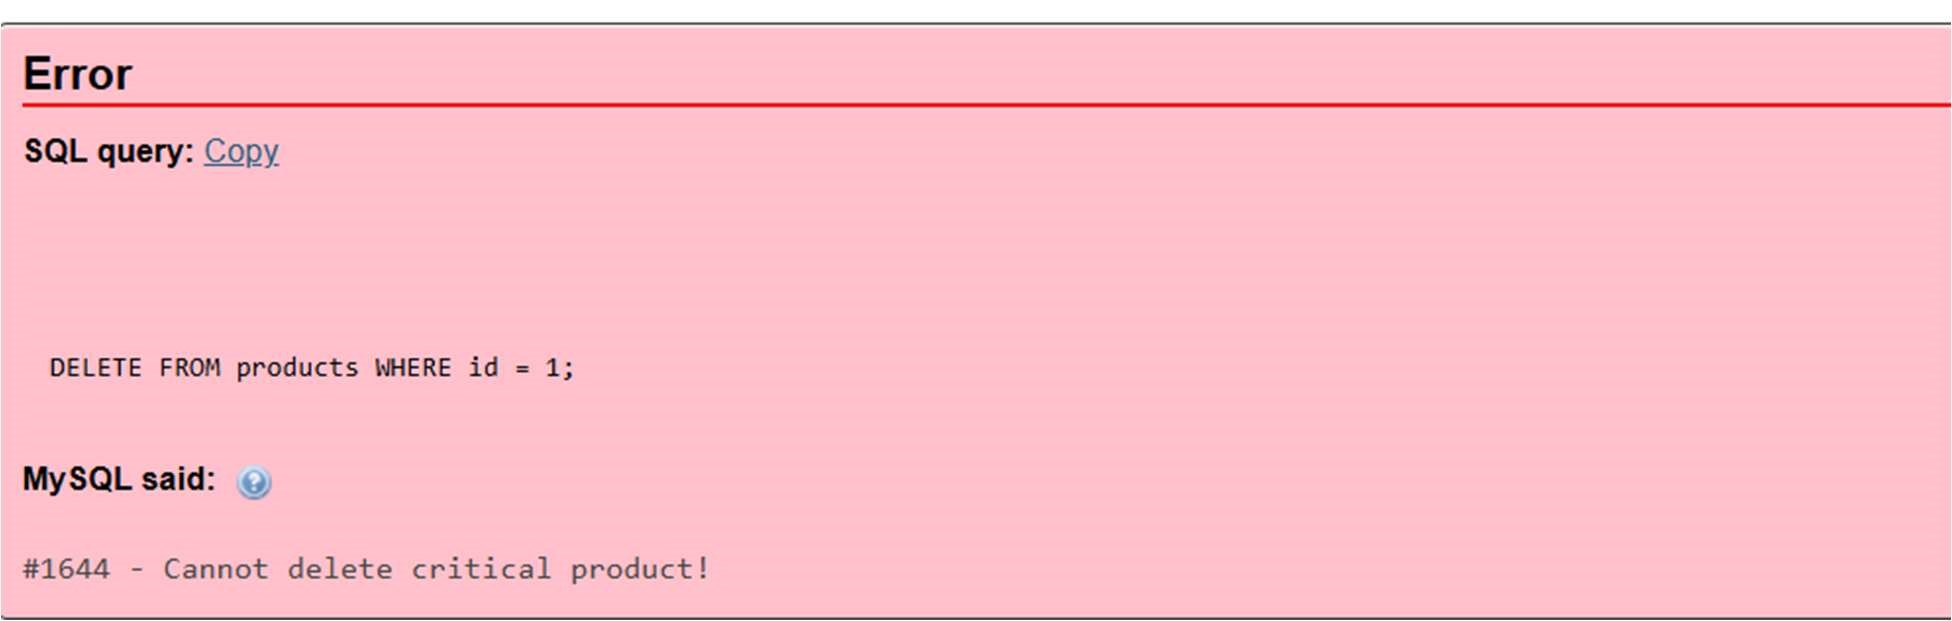 Error
SQL query: Copy
DELETE FROM products WHERE id = 1;
MySQL said:
#1644 - Cannot delete critical product!